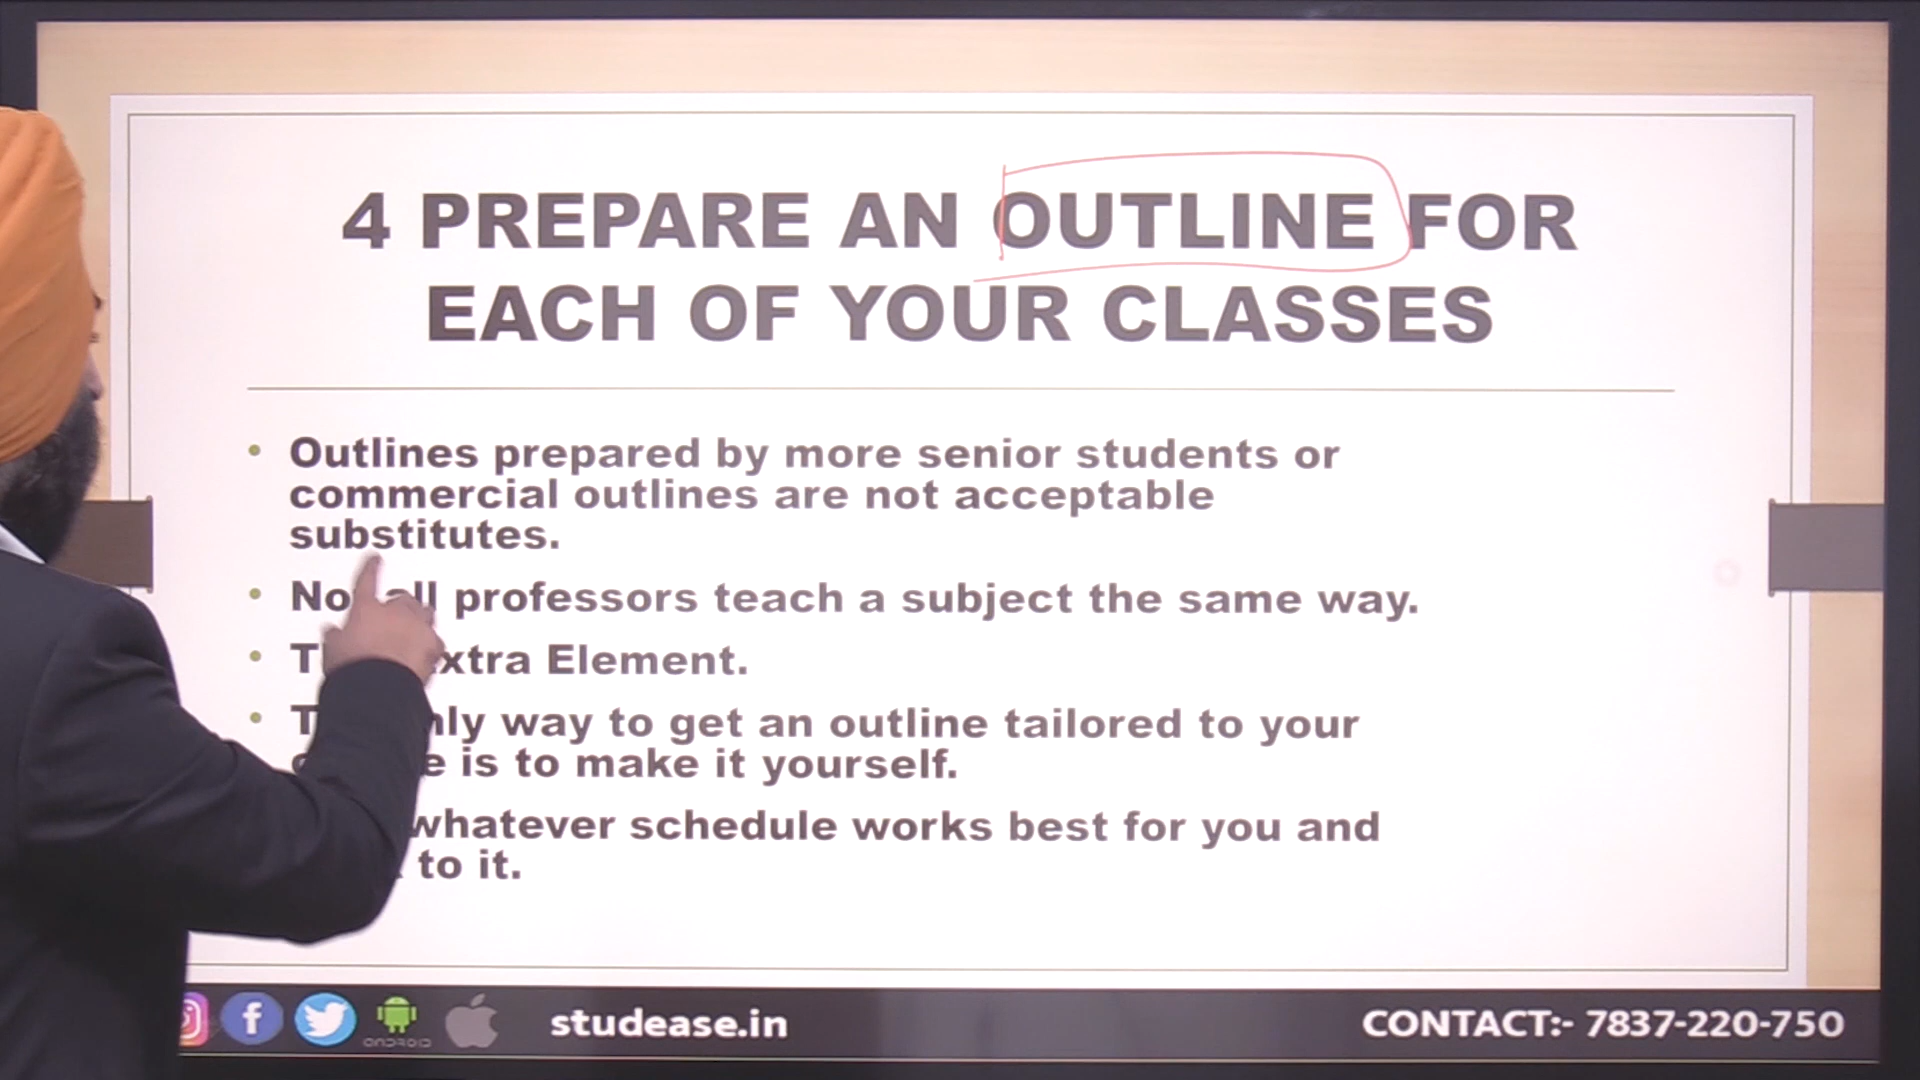 4 PREPARE AN OUTLINE FOR
EACH OF YOUR CLASSES
• Outlines prepared by more senior students or
commercial outlines are not acceptable
substitutes.
• all professors teach a subject the same way.
• Element.
• way to get an outline tailored to your
is to make it yourself.
whatever schedule works best for you and
to it.
ANDROID
studease.in
CONTACT:- 7837-220-750